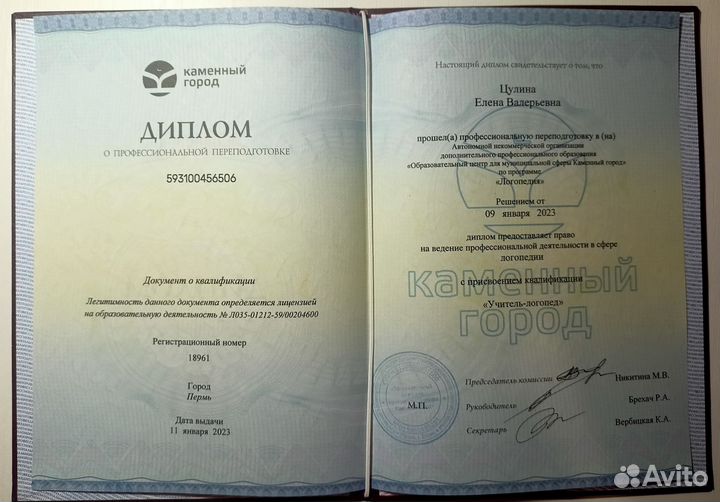 каменный
город
ДИПЛОМ
О ПРОФЕССИОНАЛЬНОЙ ПЕРЕПОДГОТОВКЕ
593100456506
Документ о квалификации
Легитимность данного документа определяется лицензией
на образовательную деятельность № Л035-01212-59/00204600
Регистрационный номер
18961
Город
Пермь
Дата выдачи
11 января 2023
Настоящий диплом свидетельствует о том, что
Цулина
Елена Валерьевна
прошел(а) профессиональную переподготовку в (на)
Автономной некоммерческой организации
дополнительного профессионального образования
«Образовательный центр для муниципальной сферы Каменный город»
по программе
«Логопедия»
Решением от
09 января 2023
диплом предоставляет право
на ведение профессиональной деятельности в сфере
логопедии
с присвоением квалификации
каменный
«Учитель-логопед»
город
Председатель комиссии Никитина М.В.
М.П. Руководитель Брехач Р.А.
Секретарь Вербицкая К.А.
Avito